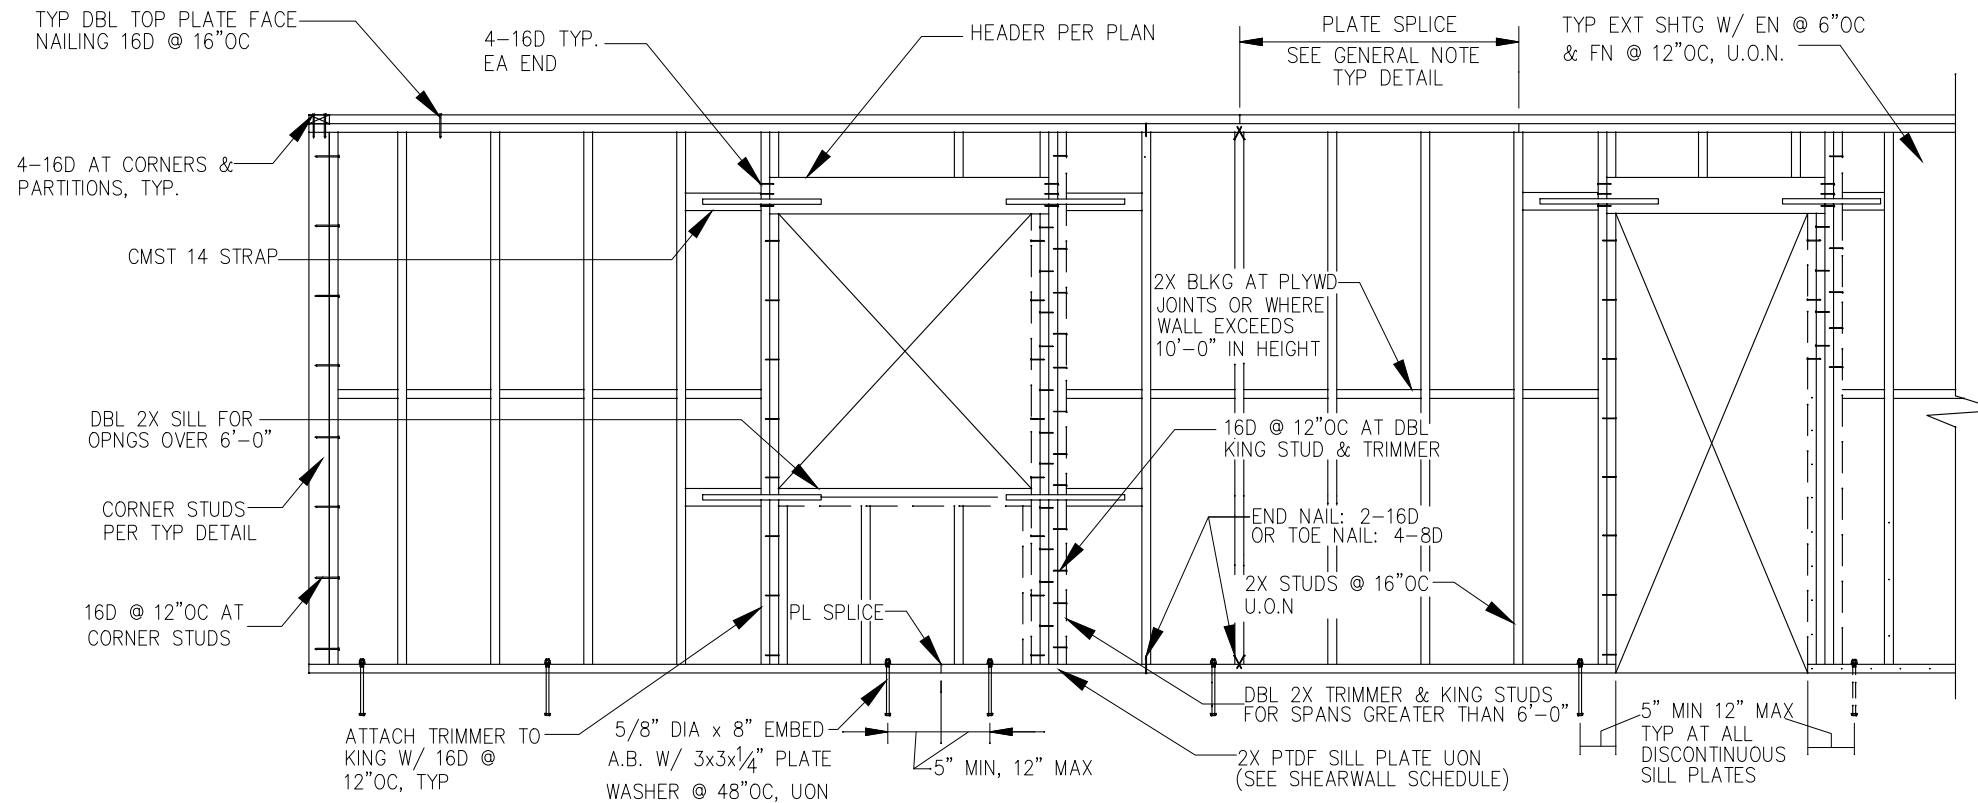 TYP DBL TOP PLATE FACE
NAILING 16D @ 16"OC
4-16D TYP.
EA END
HEADER PER PLAN
PLATE SPLICE
SEE GENERAL NOTE
TYP DETAIL
TYP EXT SHTG W/ EN @ 6"OC
& FN @ 12"OC, U.O.N.
4-16D AT CORNERS &
PARTITIONS, TYP.
CMST 14 STRAP
2X BLKG AT PLYWD
JOINTS OR WHERE
WALL EXCEEDS
10'-0" IN HEIGHT
DBL 2X SILL FOR
OPNGS OVER 6'-0"
16D @ 12"OC AT DBL
KING STUD & TRIMMER
CORNER STUDS
PER TYP DETAIL
END NAIL: 2-16D
OR TOE NAIL: 4-8D
2X STUDS @ 16"OC
U.O.N
16D @ 12"OC AT
CORNER STUDS
PL SPLICE
DBL 2X TRIMMER & KING STUDS
FOR SPANS GREATER THAN 6'-0"
5" MIN 12" MAX
TYP AT ALL
DISCONTINUOUS
SILL PLATES
ATTACH TRIMMER TO
KING W/ 16D @
12"OC, TYP
5/8" DIA x 8" EMBED
A.B. W/ 3x3x1/4" PLATE
WASHER @ 48"OC, UON
5" MIN, 12" MAX
2X PTDF SILL PLATE UON
(SEE SHEARWALL SCHEDULE)